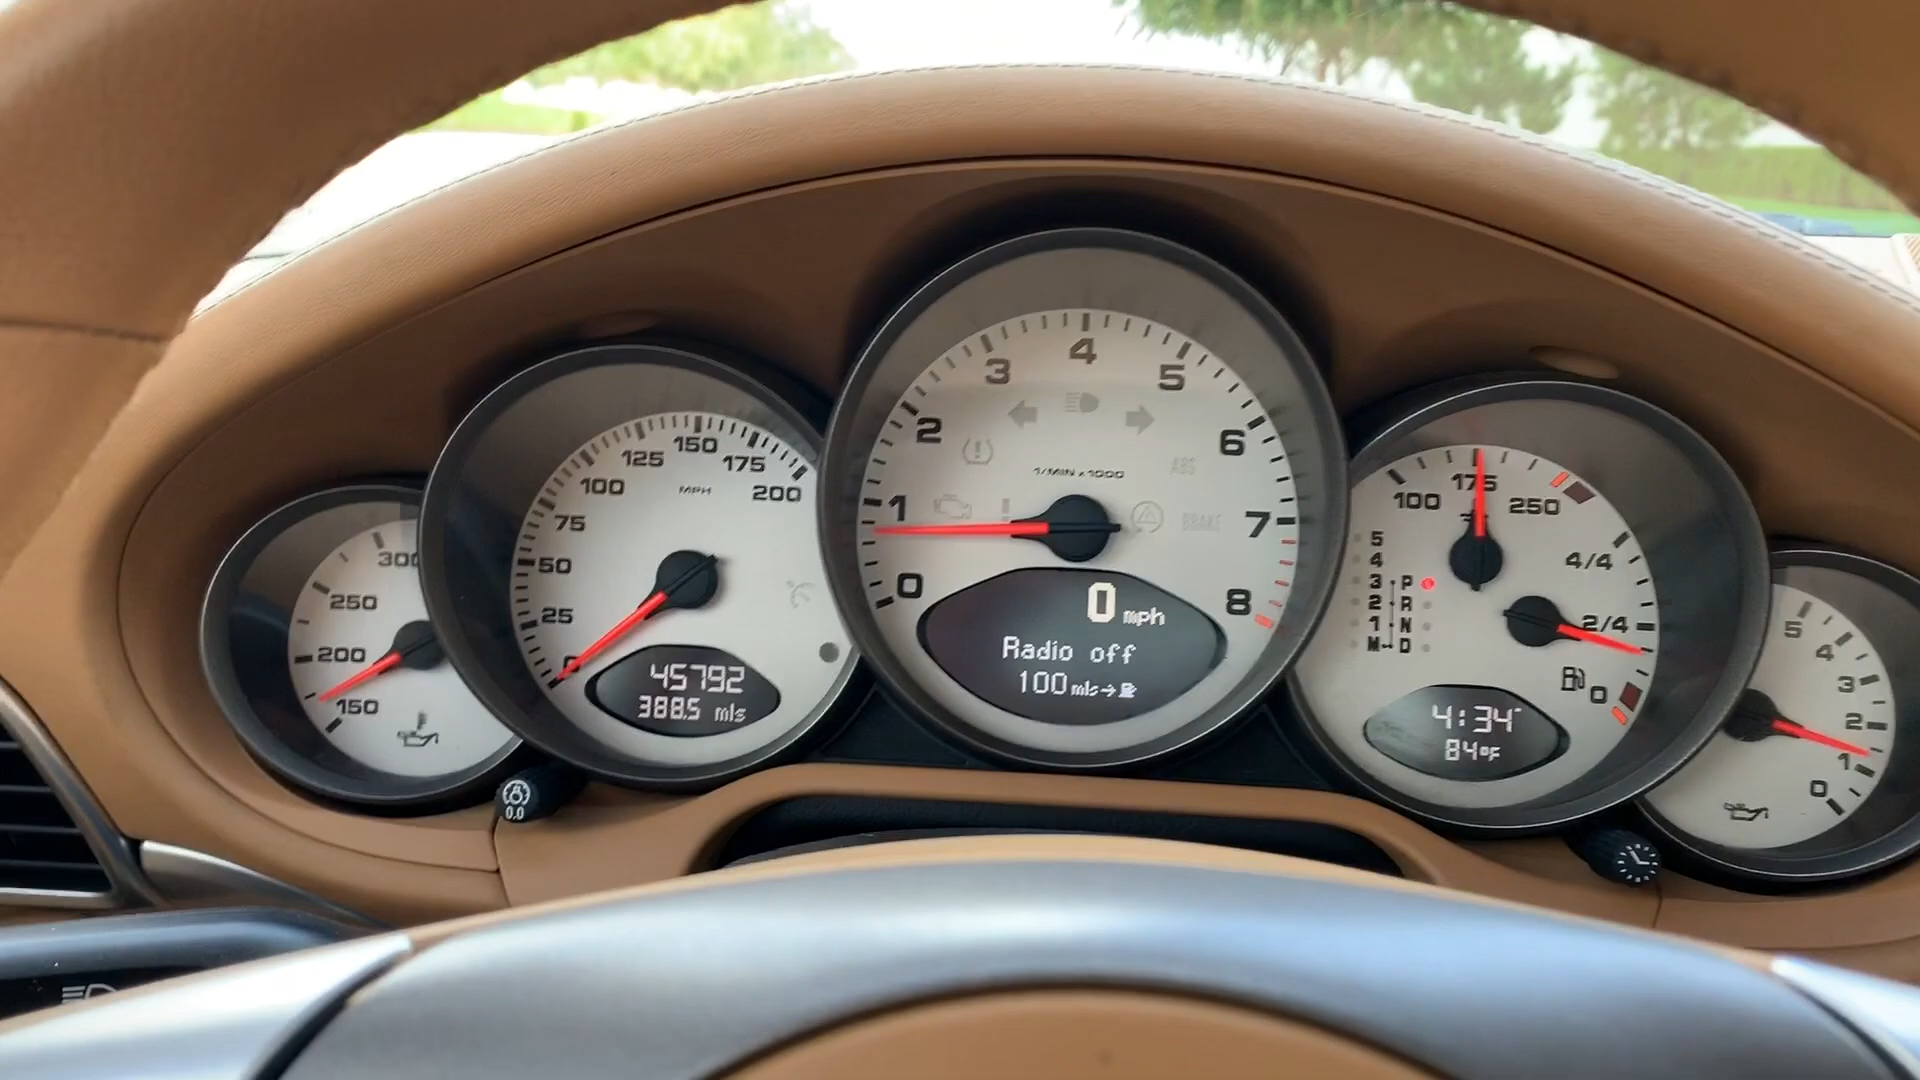 300
250
200
150
100 125 150 175 200
MPH
75
50
25
0
45792
388.5 mls
0.0
0 1 2 3 4 5 6 7 8
1/MIN x 1000
ABS
BRAKE
0 mph
Radio off
100 mls→
100 175 250
5
4
3 P
2 R
1 N
M D
4/4
2/4
0
4:34
84°F
5
4
3
2
1
0